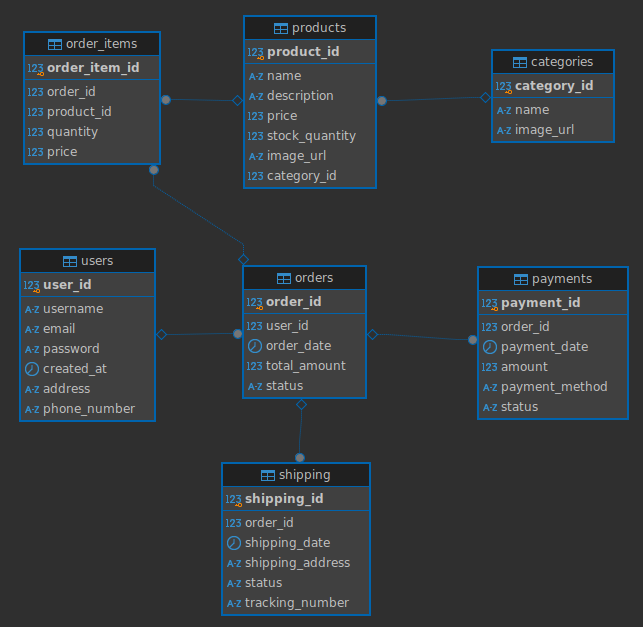 order_items
123 order_item_id
123 order_id
123 product_id
123 quantity
123 price
products
123 product_id
A-Z name
A-Z description
123 price
123 stock_quantity
A-Z image_url
123 category_id
categories
123 category_id
A-Z name
A-Z image_url
users
123 user_id
A-Z username
A-Z email
A-Z password
created_at
A-Z address
A-Z phone_number
orders
123 order_id
123 user_id
order_date
123 total_amount
A-Z status
payments
123 payment_id
123 order_id
payment_date
123 amount
A-Z payment_method
A-Z status
shipping
123 shipping_id
123 order_id
shipping_date
A-Z shipping_address
A-Z status
A-Z tracking_number